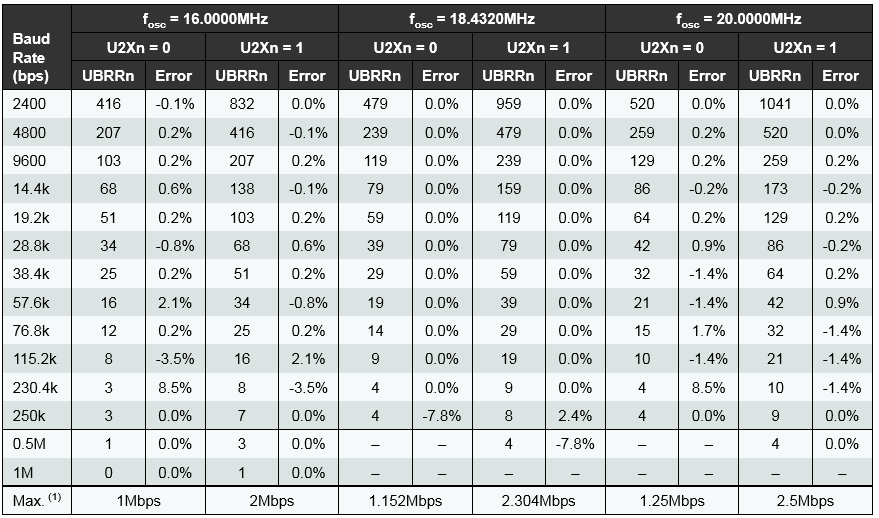 Baud Rate (bps) fosc = 16.0000MHz fosc = 18.4320MHz fosc = 20.0000MHz
U2Xn = 0 U2Xn = 1 U2Xn = 0 U2Xn = 1 U2Xn = 0 U2Xn = 1
UBRRn Error UBRRn Error UBRRn Error UBRRn Error UBRRn Error UBRRn Error
2400 416 -0.1% 832 0.0% 479 0.0% 959 0.0% 520 0.0% 1041 0.0%
4800 207 0.2% 416 -0.1% 239 0.0% 479 0.0% 259 0.2% 520 0.0%
9600 103 0.2% 207 0.2% 119 0.0% 239 0.0% 129 0.2% 259 0.2%
14.4k 68 0.6% 138 -0.1% 79 0.0% 159 0.0% 86 -0.2% 173 -0.2%
19.2k 51 0.2% 103 0.2% 59 0.0% 119 0.0% 64 0.2% 129 0.2%
28.8k 34 -0.8% 68 0.6% 39 0.0% 79 0.0% 42 0.9% 86 -0.2%
38.4k 25 0.2% 51 0.2% 29 0.0% 59 0.0% 32 -1.4% 64 0.2%
57.6k 16 2.1% 34 -0.8% 19 0.0% 39 0.0% 21 -1.4% 42 0.9%
76.8k 12 0.2% 25 0.2% 14 0.0% 29 0.0% 15 1.7% 32 -1.4%
115.2k 8 -3.5% 16 2.1% 9 0.0% 19 0.0% 10 -1.4% 21 -1.4%
230.4k 3 8.5% 8 -3.5% 4 0.0% 9 0.0% 4 8.5% 10 -1.4%
250k 3 0.0% 7 0.0% 4 -7.8% 8 2.4% 4 0.0% 9 0.0%
0.5M 1 0.0% 3 0.0% – – 4 -7.8% – – 4 0.0%
1M 0 0.0% 1 0.0% – – – – – – – –
Max. (1) 1Mbps 2Mbps 1.152Mbps 2.304Mbps 1.25Mbps 2.5Mbps